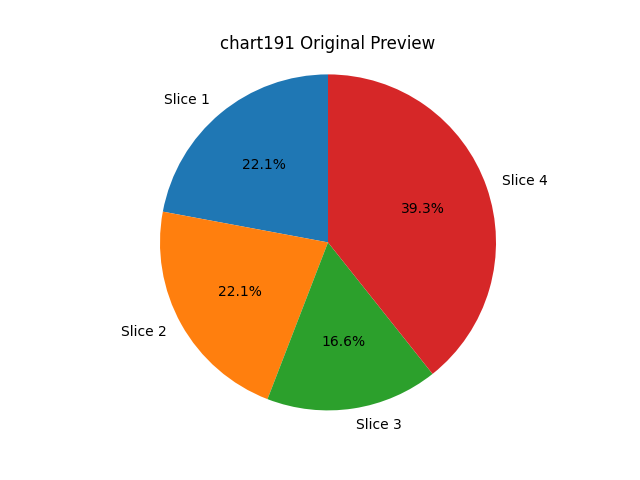 chart191 Original Preview
Slice 1
22.1%
Slice 4
39.3%
22.1%
Slice 2
16.6%
Slice 3